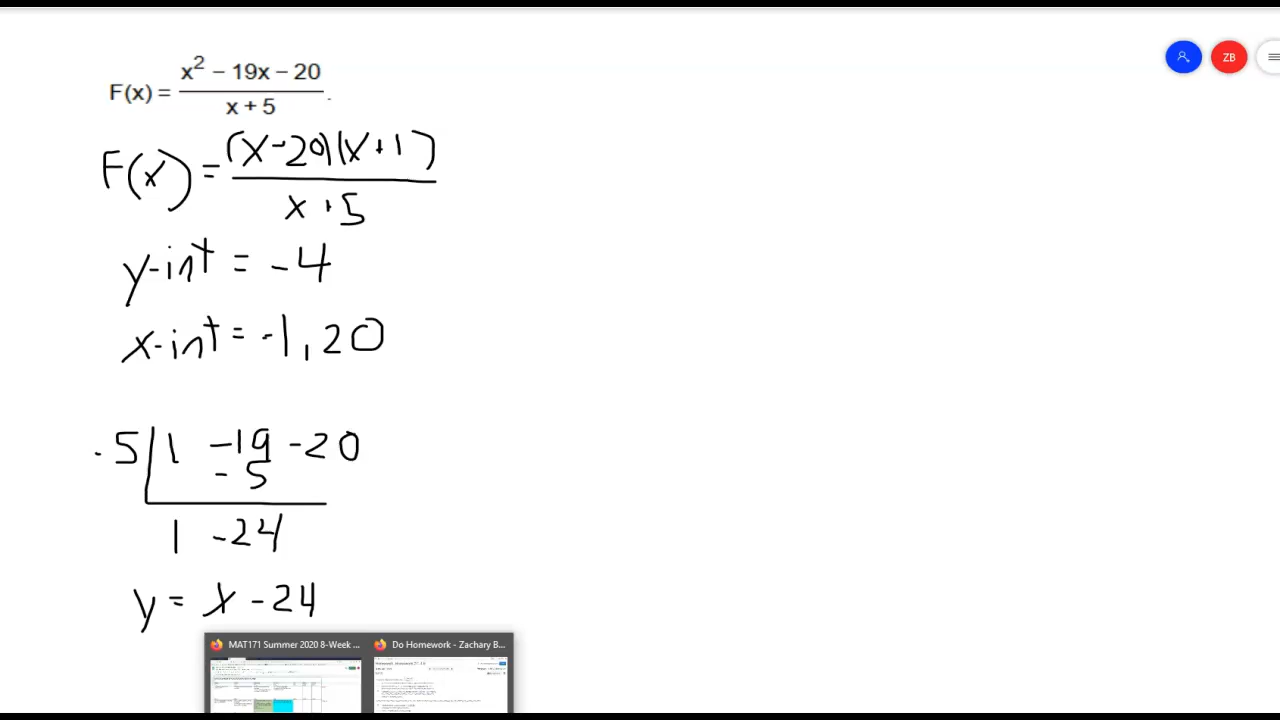 ZB
x² − 19x − 20
F(x) =
x + 5 .
(x-20)(x+1)
F(x) =
x+5
y-int = -4
x-int = -1, 20
-5 | 1 -19 -20
-5
1 -24
y = x - 24
MAT171 Summer 2020 8-Week ...
Do Homework - Zachary B...